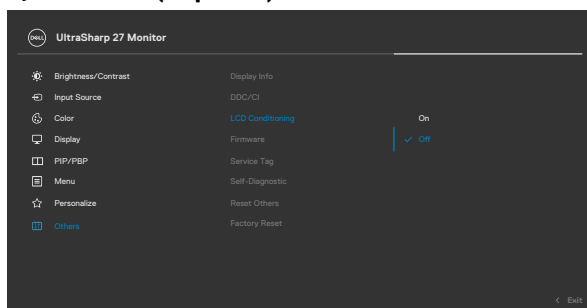 DELL
UltraSharp 27 Monitor
Brightness/Contrast
Input Source
Color
Display
PIP/PBP
Menu
Personalize
Others
Display Info
DDC/CI
LCD Conditioning
Firmware
Service Tag
Self-Diagnostic
Reset Others
Factory Reset
On
Off
Exit